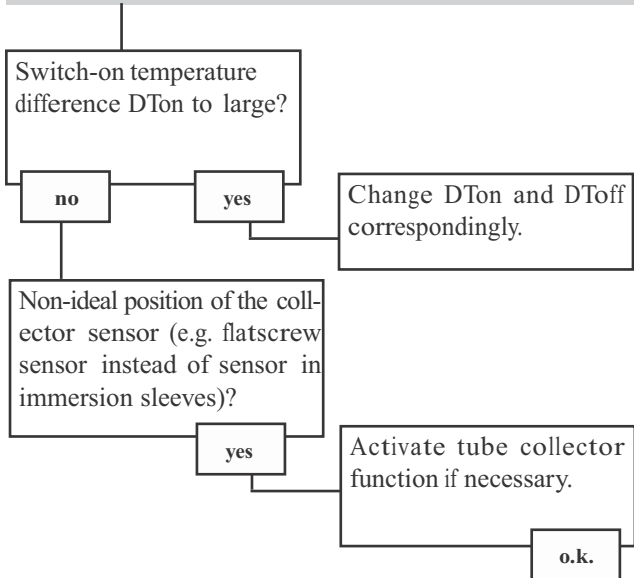 Switch-on temperature
difference DTon to large?
no
yes
Change DTon and DToff
correspondingly.
Non-ideal position of the coll-
ector sensor (e.g. flatscrew
sensor instead of sensor in
immersion sleeves)?
yes
Activate tube collector
function if necessary.
o.k.